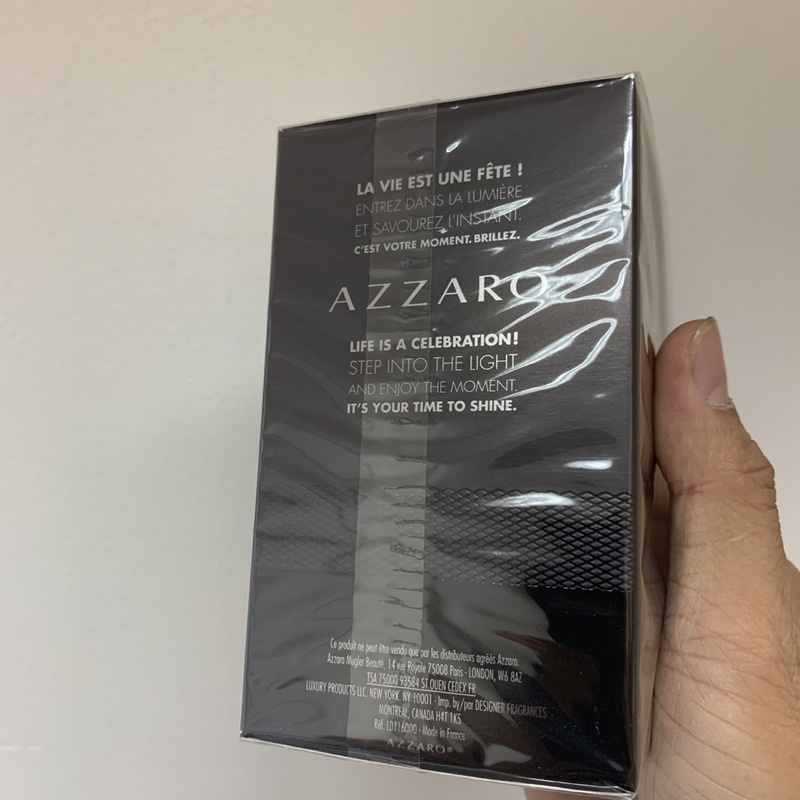 LA VIE EST UNE FÊTE !
ENTREZ DANS LA LUMIÈRE
ET SAVOUREZ L'INSTANT.
C'EST VOTRE MOMENT. BRILLEZ.
AZZARO
LIFE IS A CELEBRATION!
STEP INTO THE LIGHT
AND ENJOY THE MOMENT.
IT'S YOUR TIME TO SHINE.
Ce produit ne peut être vendu que par les distributeurs agréés Azzaro.
Azzaro Mugler Beauté, 14 rue Royale 75008 Paris - LONDON, W6 8AZ
TSA 75000 93584 ST OUEN CEDEX FR
LUXURY PRODUCTS LLC. NEW YORK, NY 10001 - Imp. by/par DESIGNER FRAGRANCES
MONTREAL, CANADA H4T 1K5
Réf. LD116000 - Made in France
AZZARO®